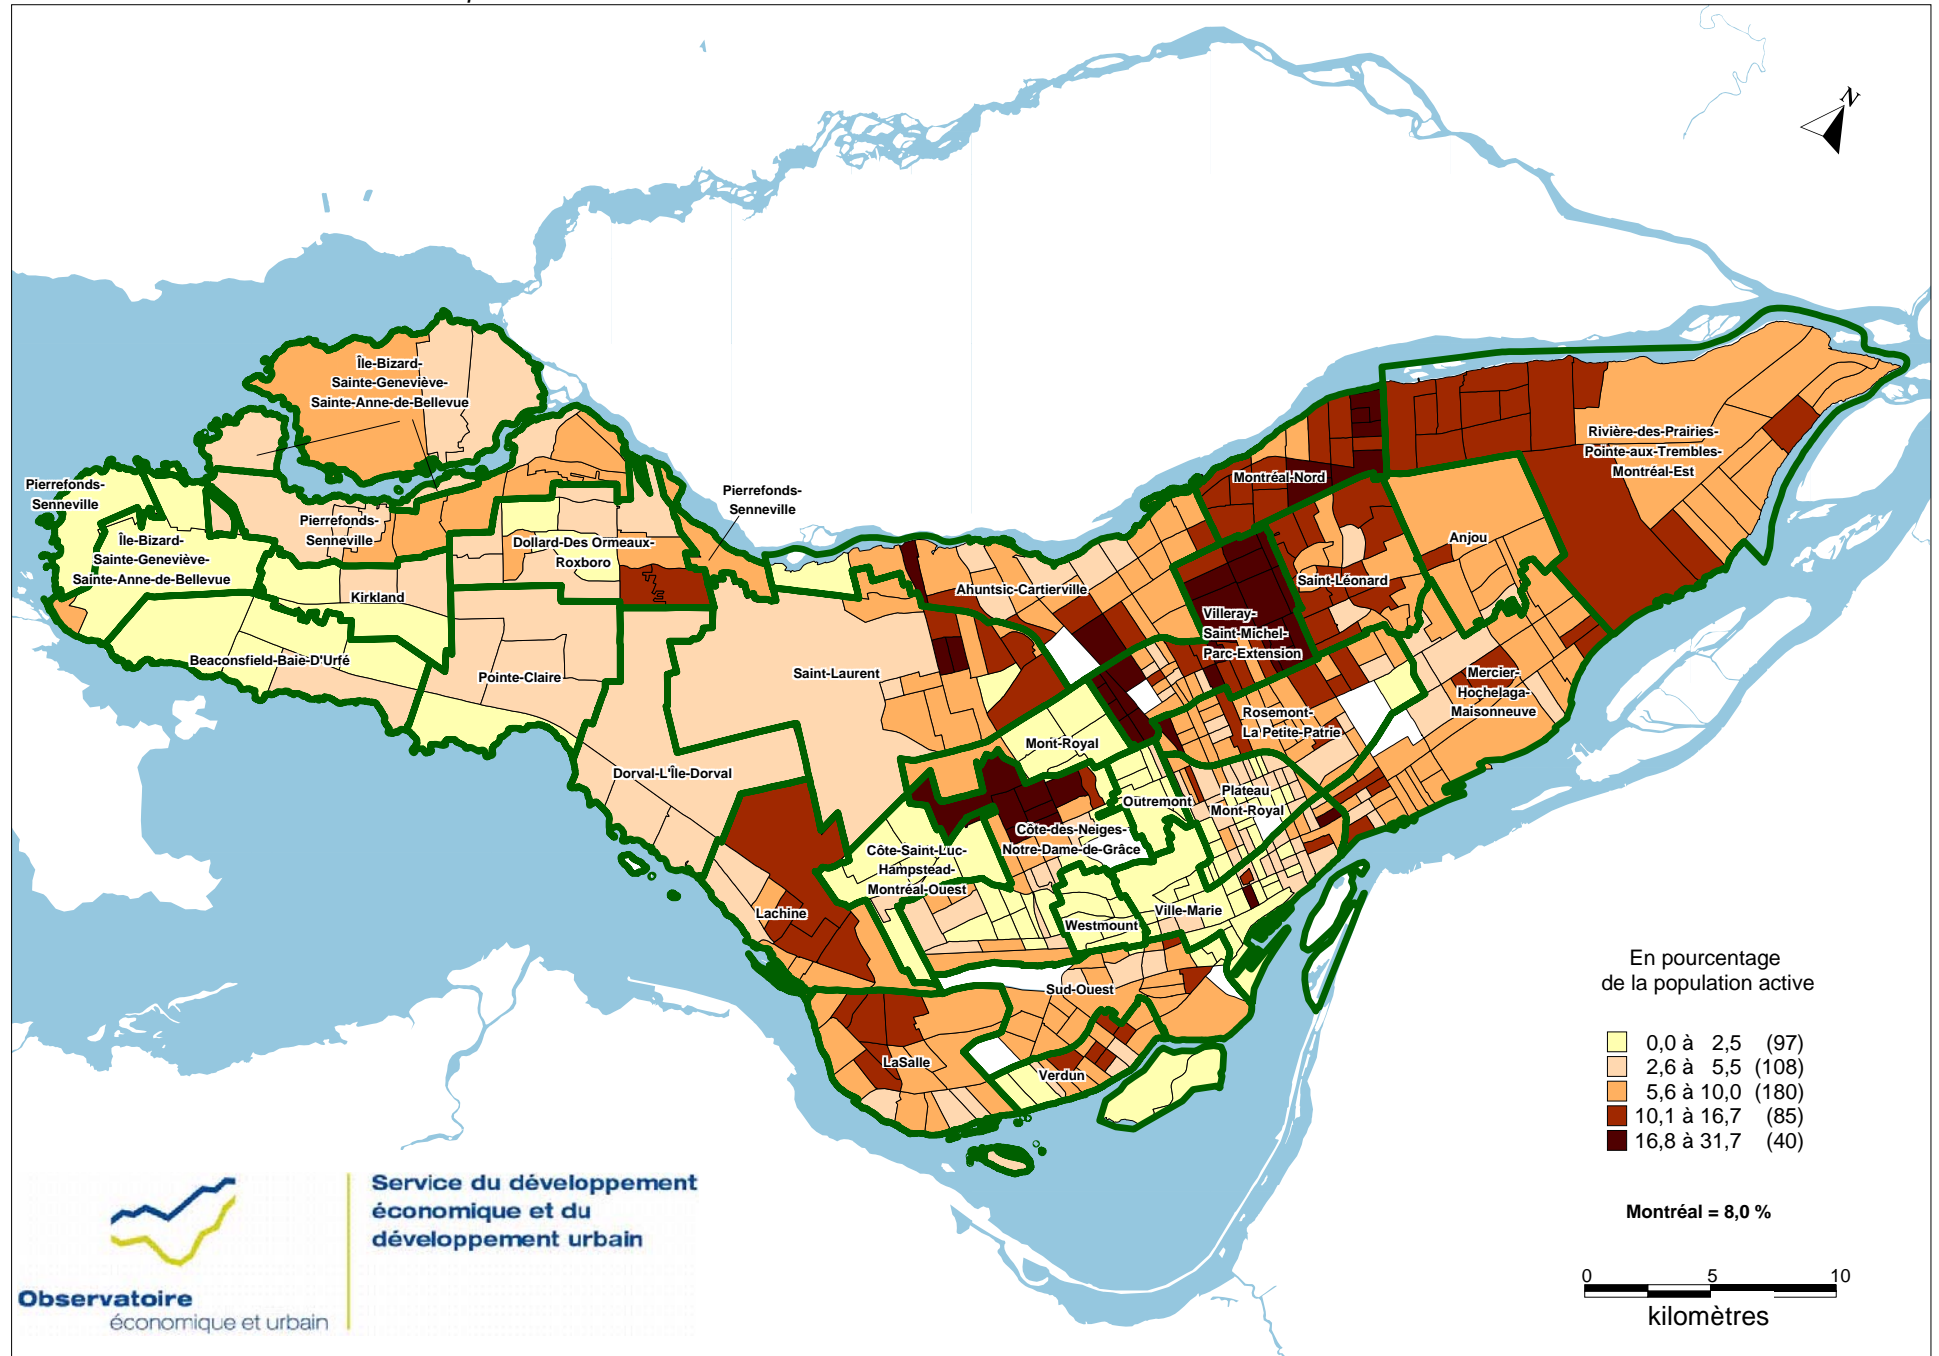 N
Île-Bizard-
Sainte-Geneviève-
Sainte-Anne-de-Bellevue
Pierrefonds-
Senneville
Pierrefonds-
Senneville
Pierrefonds-
Senneville
Île-Bizard-
Sainte-Geneviève-
Sainte-Anne-de-Bellevue
Dollard-Des Ormeaux-
Roxboro
Kirkland
Beaconsfield-Baie-D'Urfé
Pointe-Claire
Dorval-L'Île-Dorval
Saint-Laurent
Ahuntsic-Cartierville
Montréal-Nord
Rivière-des-Prairies-
Pointe-aux-Trembles-
Montréal-Est
Anjou
Saint-Léonard
Villeray-
Saint-Michel-
Parc-Extension
Mercier-
Hochelaga-
Maisonneuve
Rosemont-
La Petite-Patrie
Mont-Royal
Outremont
Plateau
Mont-Royal
Côte-des-Neiges-
Notre-Dame-de-Grâce
Côte-Saint-Luc-
Hampstead-
Montréal-Ouest
Lachine
Westmount
Ville-Marie
Sud-Ouest
LaSalle
Verdun
En pourcentage
de la population active
0,0 à 2,5 (97)
2,6 à 5,5 (108)
5,6 à 10,0 (180)
10,1 à 16,7 (85)
16,8 à 31,7 (40)
Montréal = 8,0 %
0 5 10
kilomètres
Service du développement
économique et du
développement urbain
Observatoire
économique et urbain